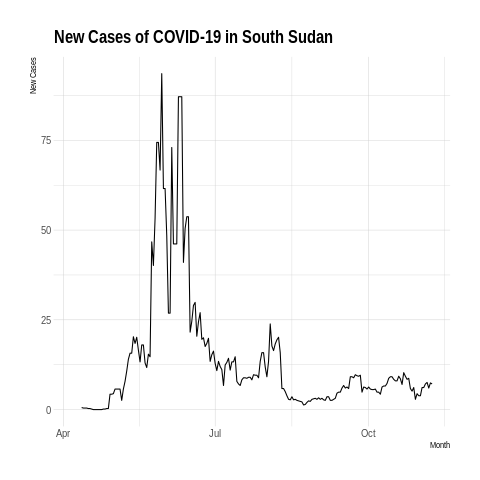 New Cases of COVID-19 in South Sudan
New Cases
75
50
25
0
Apr
Jul
Oct
Month